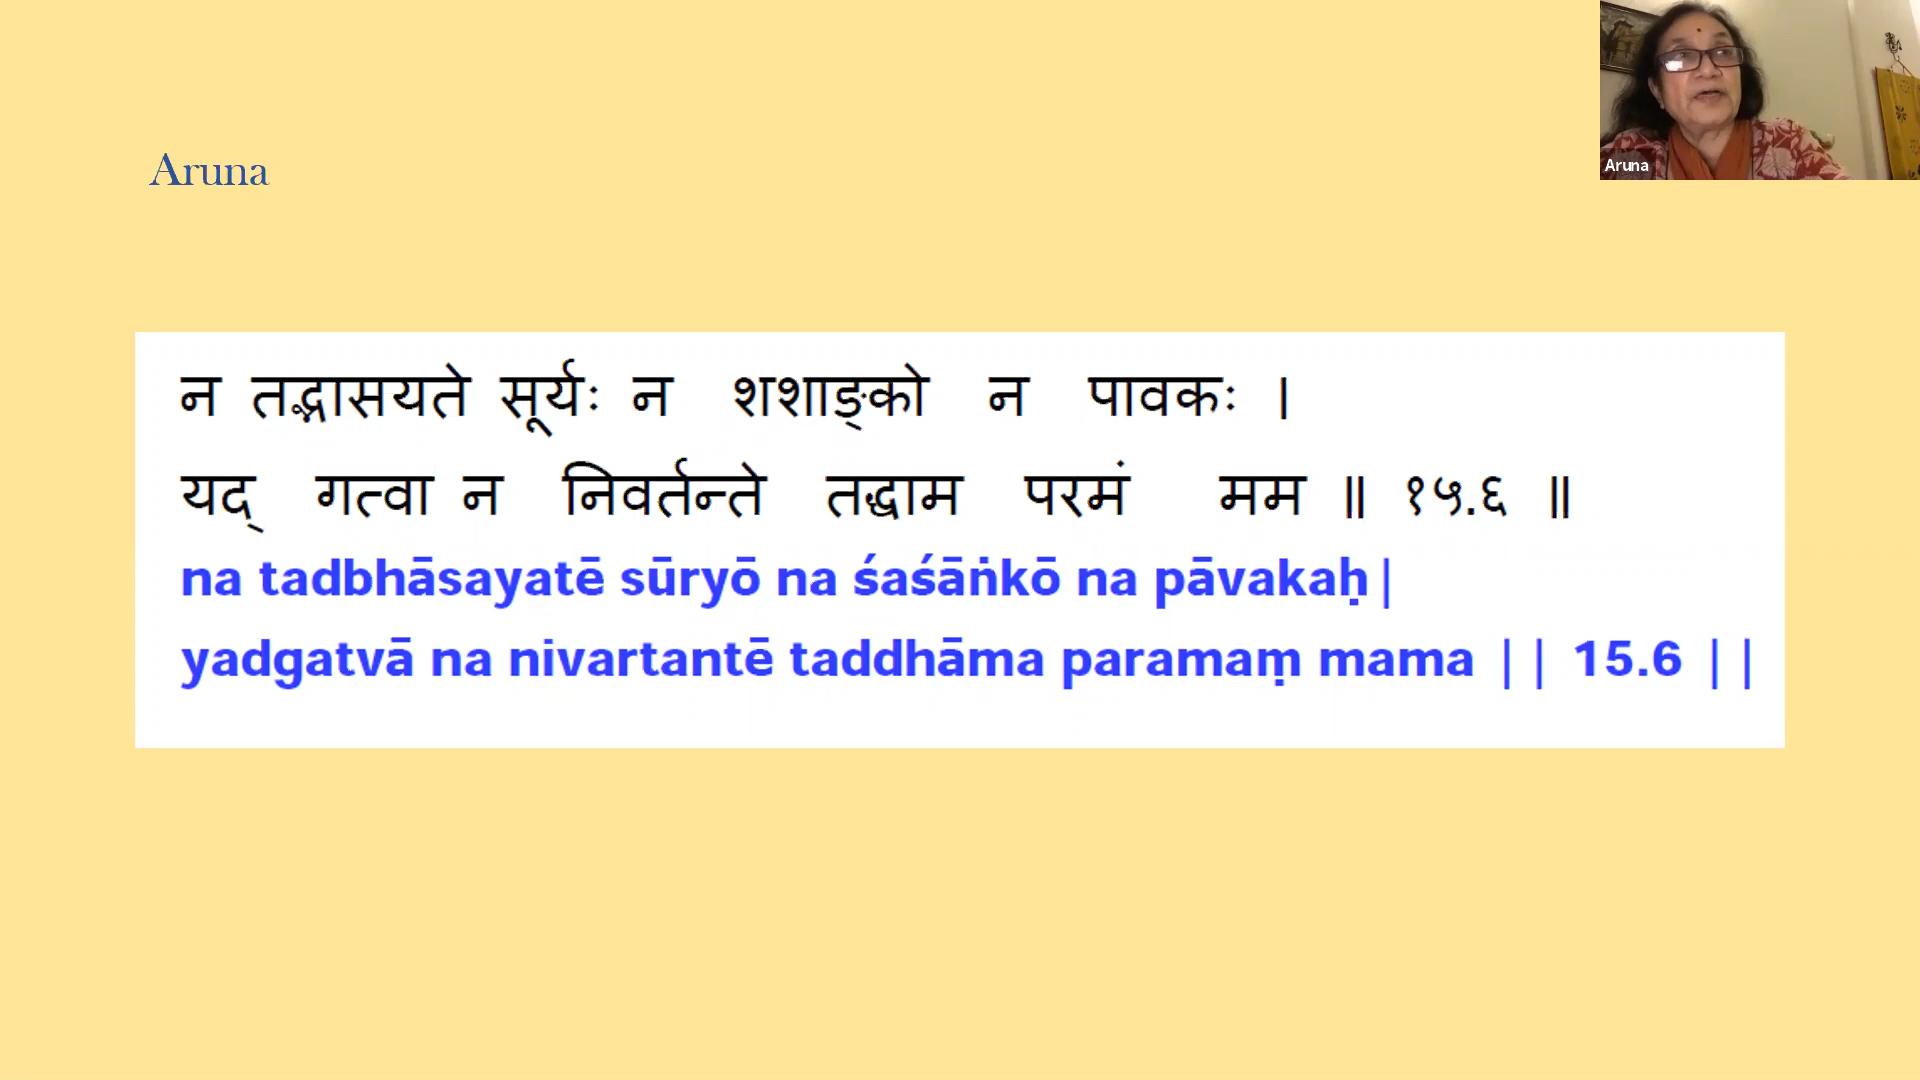 Aruna
Aruna
न तद्भासयते सूर्यः न शशाङ्को न पावकः ।
यद् गत्वा न निवर्तन्ते तद्धाम परमं मम ॥ १५.६ ॥
na tadbhāsayatē sūryō na śaśāṅkō na pāvakaḥ|
yadgatvā na nivartantē taddhāma paramaṃ mama || 15.6 ||